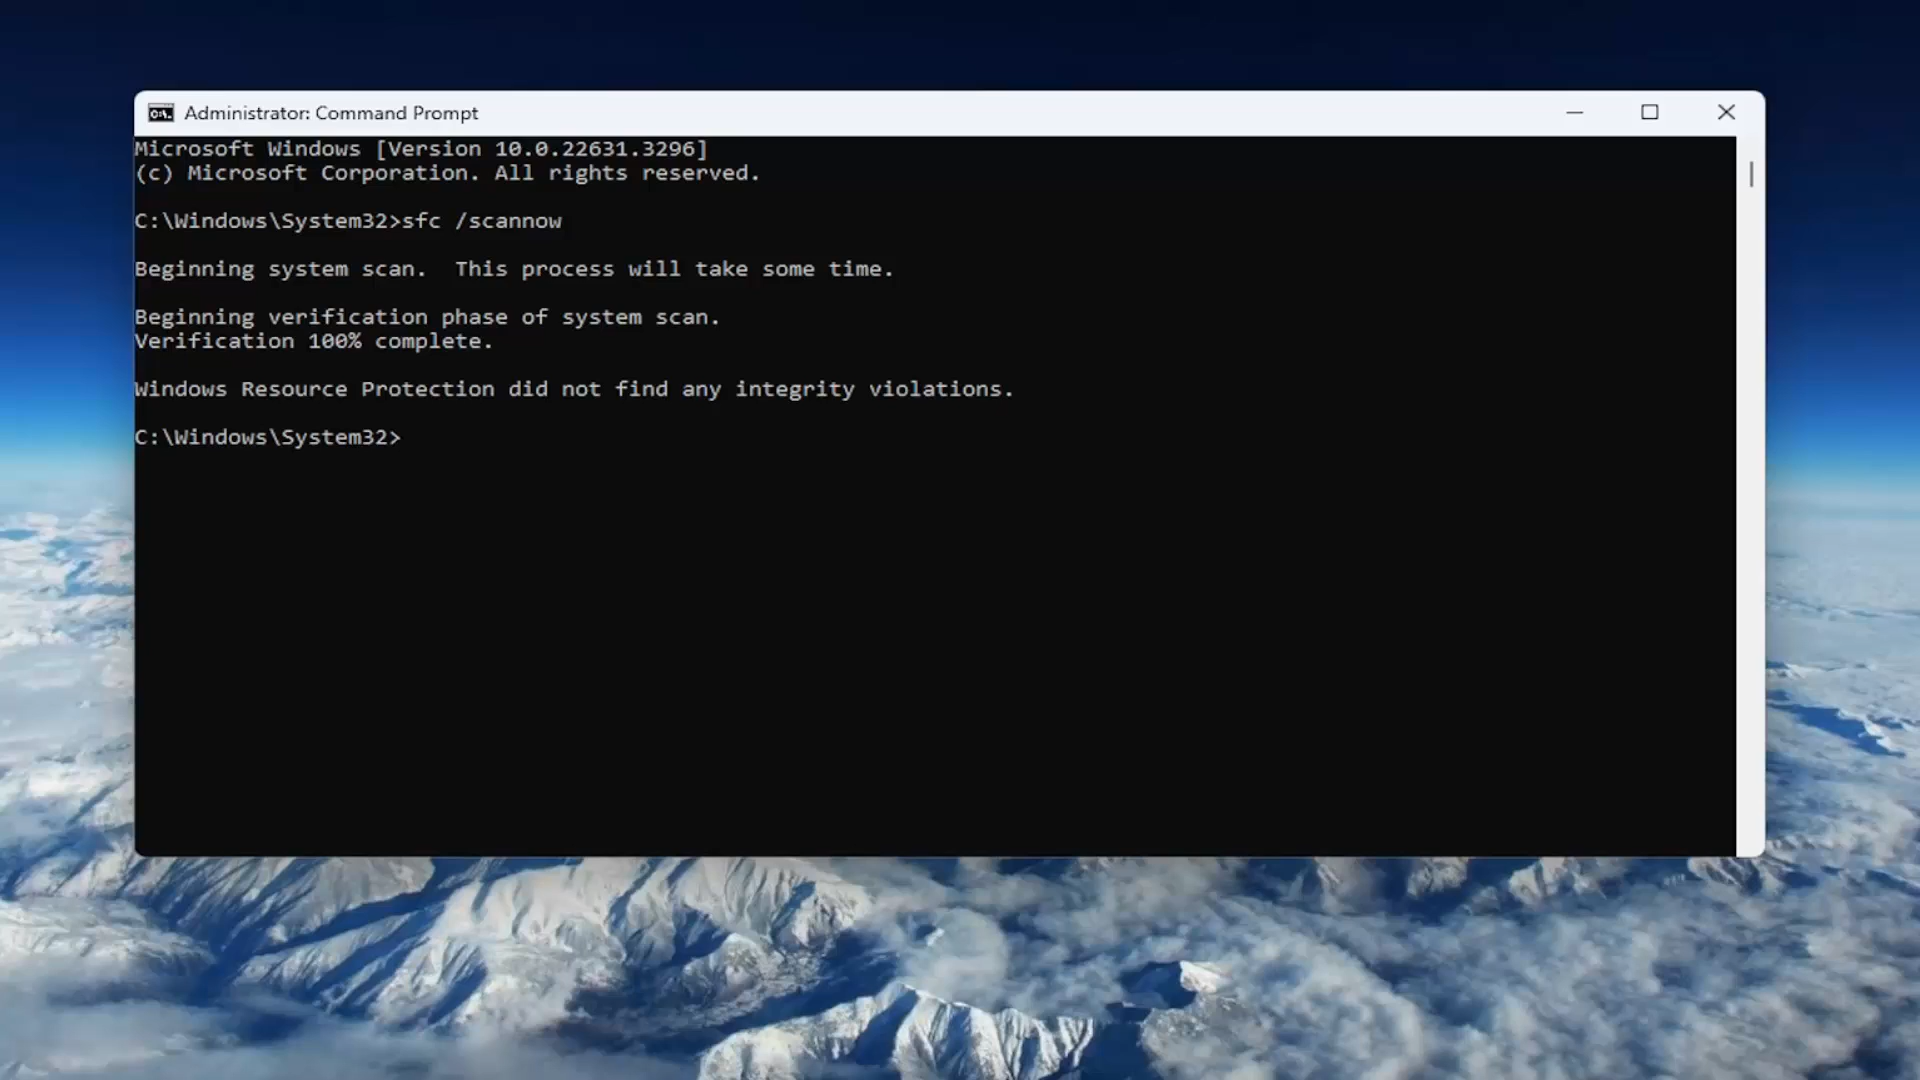 Administrator: Command Prompt
Microsoft Windows [Version 10.0.22631.3296]
(c) Microsoft Corporation. All rights reserved.
C:\Windows\System32>sfc /scannow
Beginning system scan.  This process will take some time.
Beginning verification phase of system scan.
Verification 100% complete.
Windows Resource Protection did not find any integrity violations.
C:\Windows\System32>